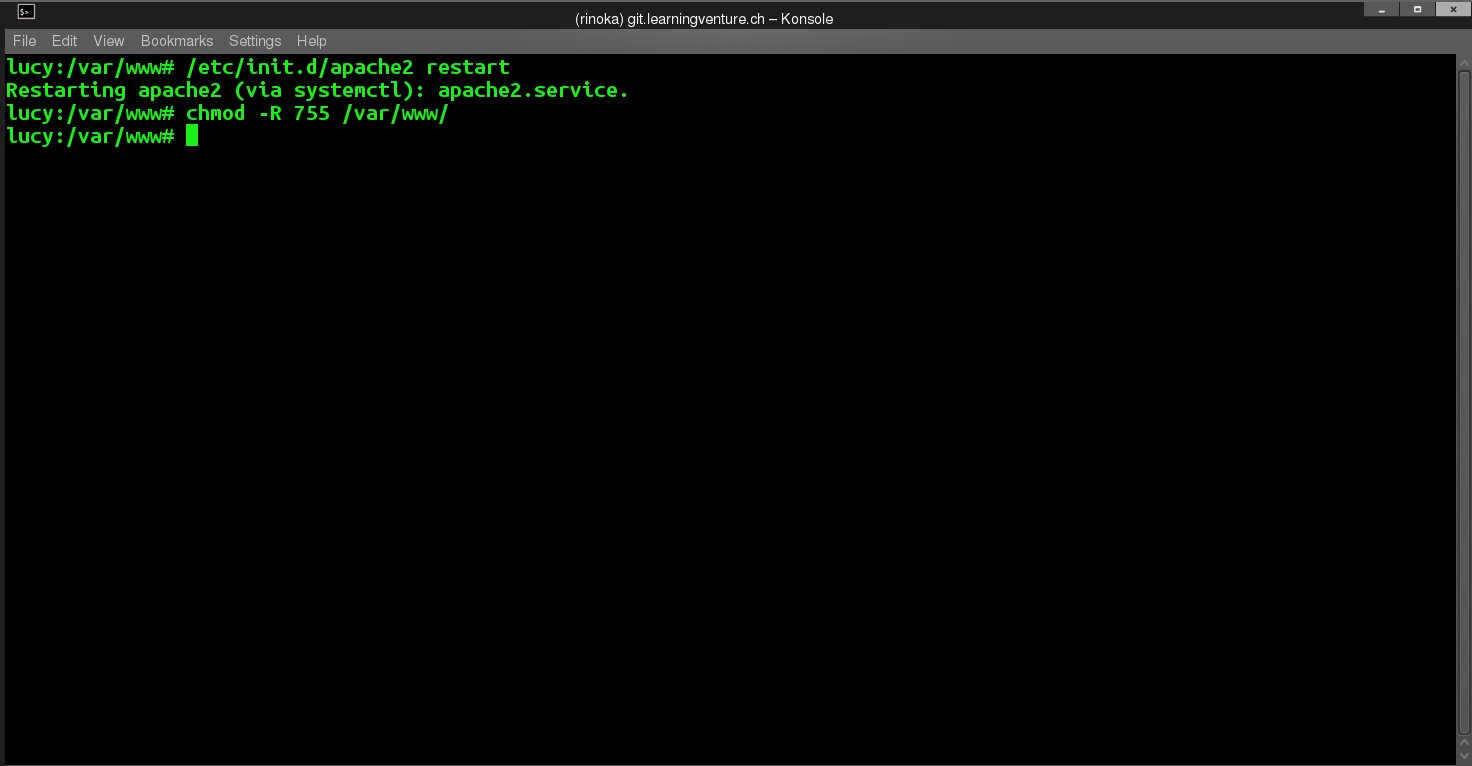 (rinoka) git.learningventure.ch – Konsole
File Edit View Bookmarks Settings Help
lucy:/var/www# /etc/init.d/apache2 restart
Restarting apache2 (via systemctl): apache2.service.
lucy:/var/www# chmod -R 755 /var/www/
lucy:/var/www#